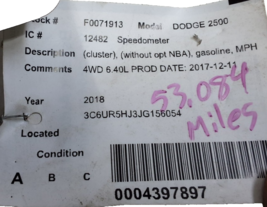 Stock # F0071913 Model DODGE 2500
IC # 12482 Speedometer
Description (cluster), (without opt NBA), gasoline, MPH
Comments 4WD 6.40L PROD DATE: 2017-12-11
Year 2018
53,084
3C6UR5HJ3JG156054
Miles
Located
Condition
A B C
0004397897